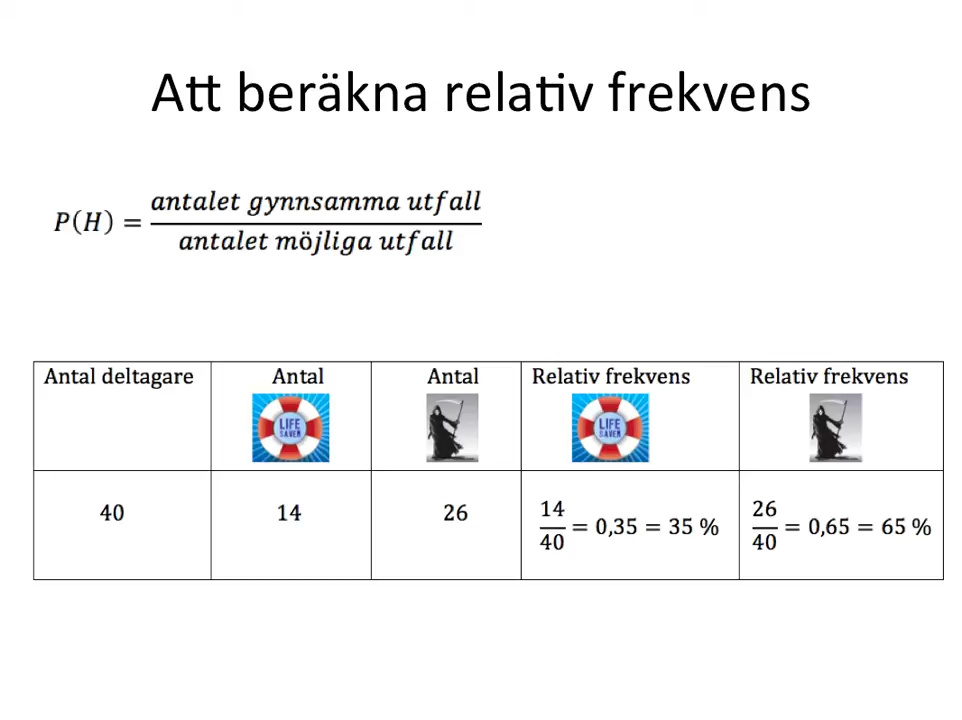 Att beräkna relativ frekvens
P(H) = antalet gynnsamma utfall / antalet möjliga utfall
Antal deltagare Antal Antal Relativ frekvens Relativ frekvens
LIFE LIFE
SAVER SAVER
40 14 26 14/40 = 0,35 = 35 % 26/40 = 0,65 = 65 %